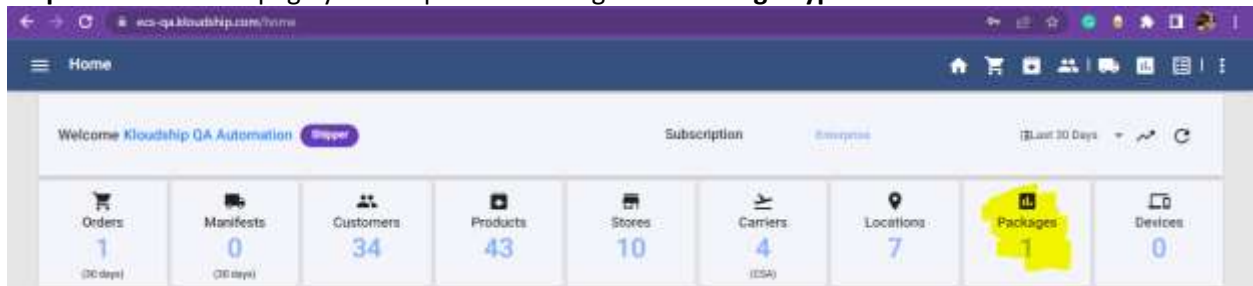 ecs-qa.kloudship.com/home
Home
Welcome Kloudship QA Automation Shipper Subscription Enterprise Last 30 Days
Orders Manifests Customers Products Stores Carriers Locations Packages Devices
1 0 34 43 10 4 7 1 0
(30 days) (30 days) (CSA)